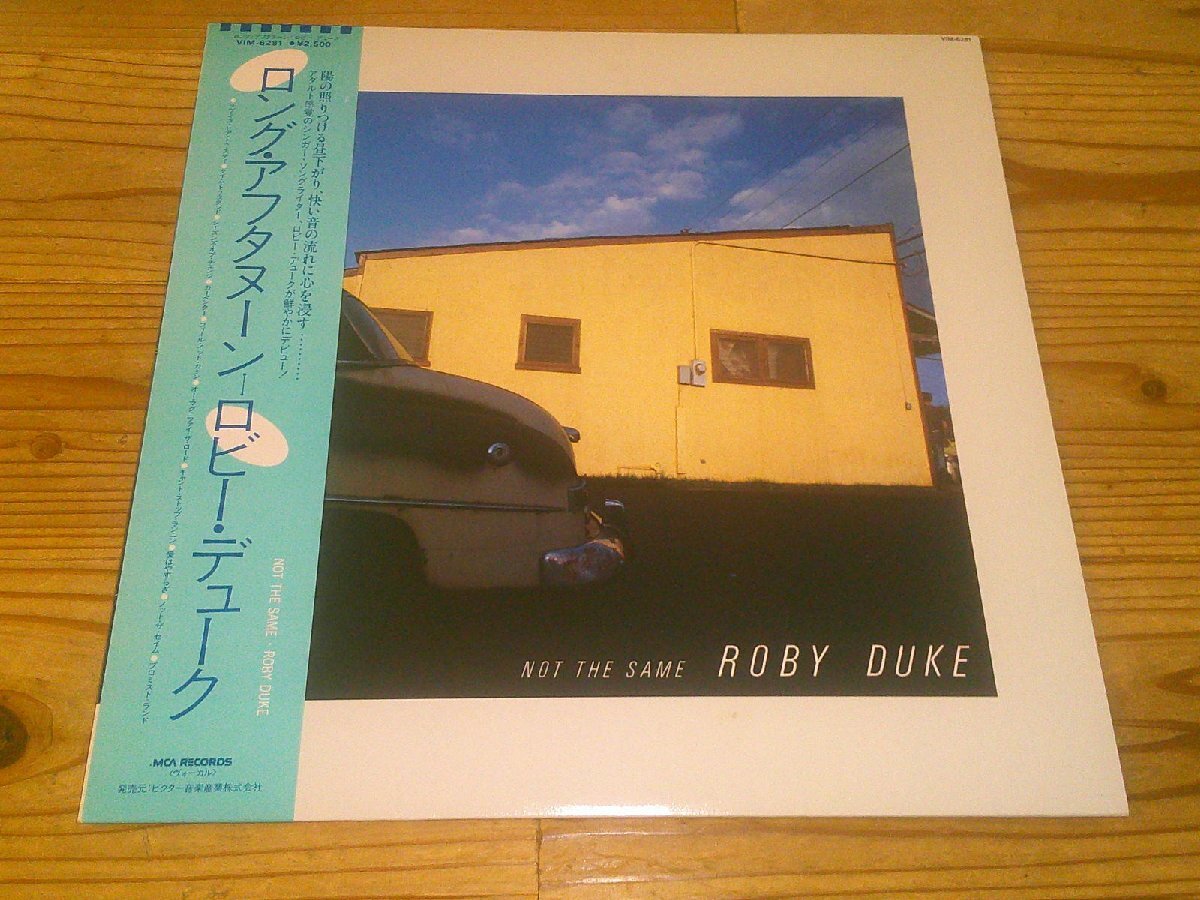 VIM-6281 ●¥2,500
陽の照りつける昼下がり、快い音の流れに心を浸す…………
アダルト感覚のシンガー・ソングライター、ロビー・デュークが鮮やかにデビュー!
ロング・アフタヌーン―ロビー・デューク
NOT THE SAME・ROBY DUKE
MCA RECORDS
(ヴォーカル)
発売元:ビクター音楽産業株式会社
VIM-6281
NOT THE SAME ROBY DUKE